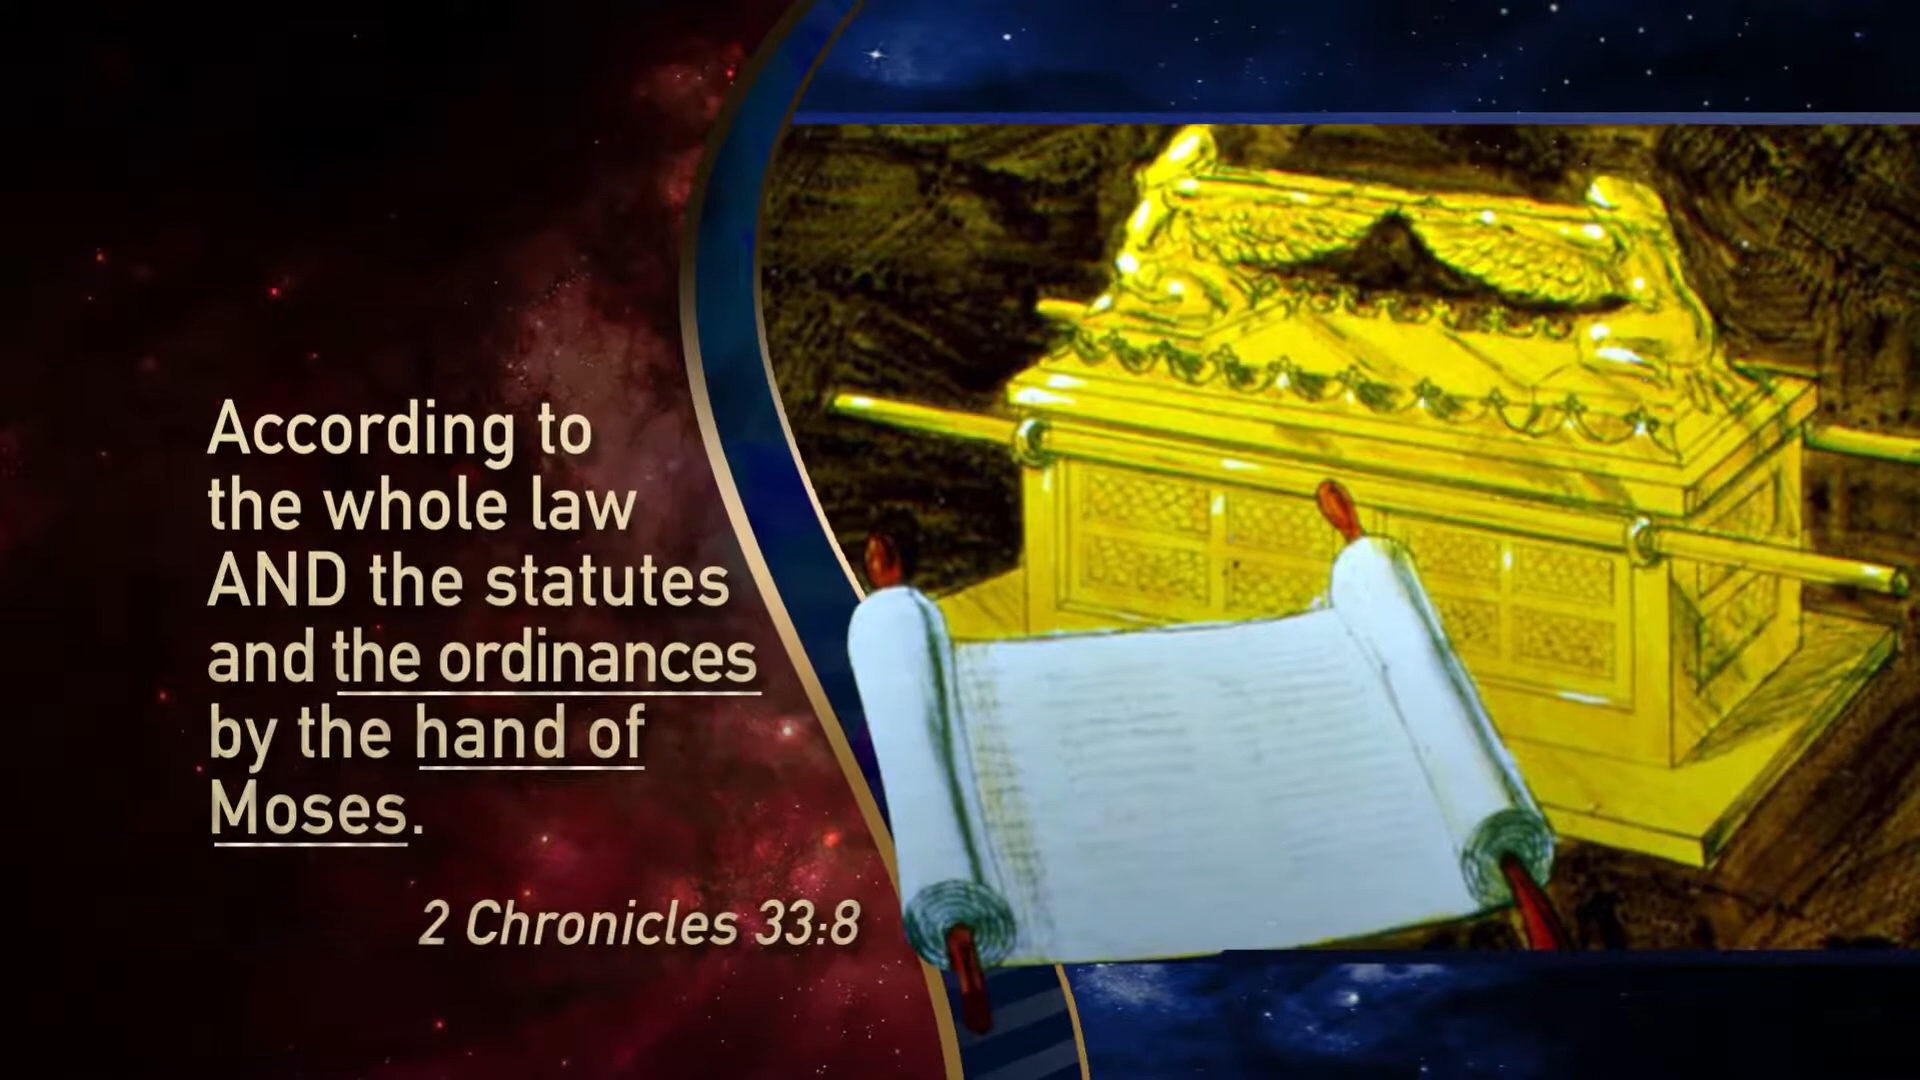 According to
the whole law
AND the statutes
and the ordinances
by the hand of
Moses.
2 Chronicles 33:8